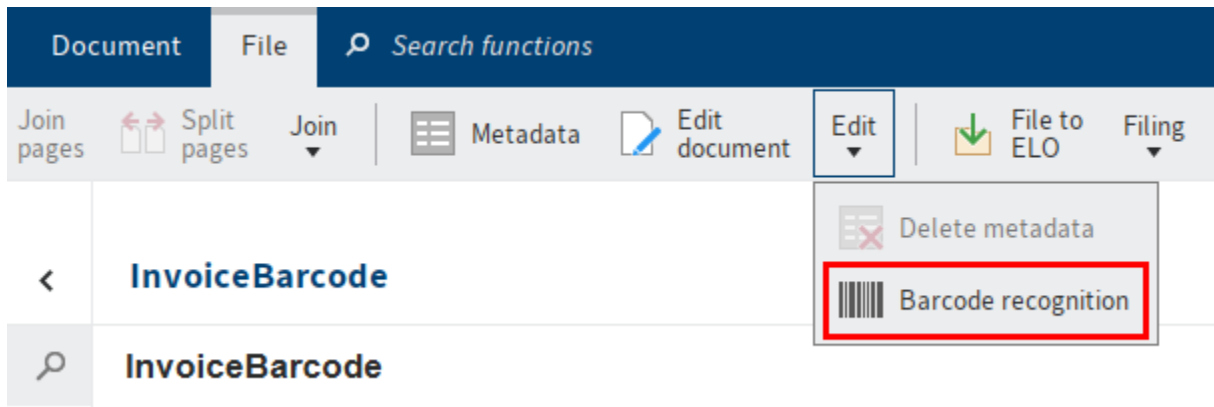 Document File Search functions
Join pages
Split pages
Join
Metadata
Edit document
Edit
File to ELO
Filing
Delete metadata
Barcode recognition
InvoiceBarcode
InvoiceBarcode